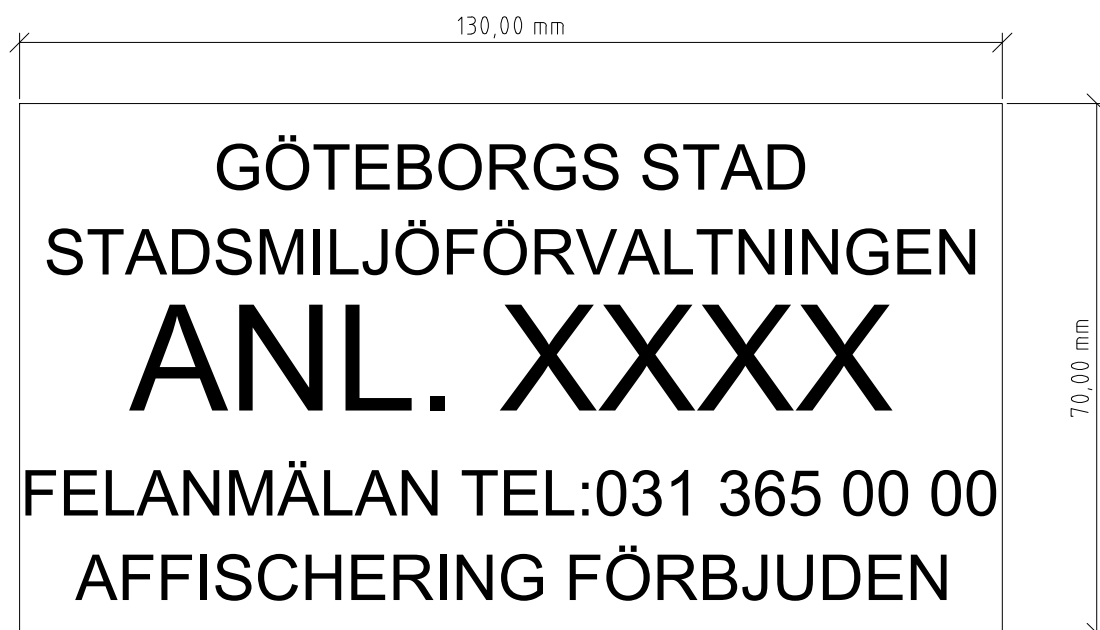 130,00 mm
GÖTEBORGS STAD
STADSMILJÖFÖRVALTNINGEN
ANL. XXXX
70,00 mm
FELANMÄLAN TEL:031 365 00 00
AFFISCHERING FÖRBJUDEN